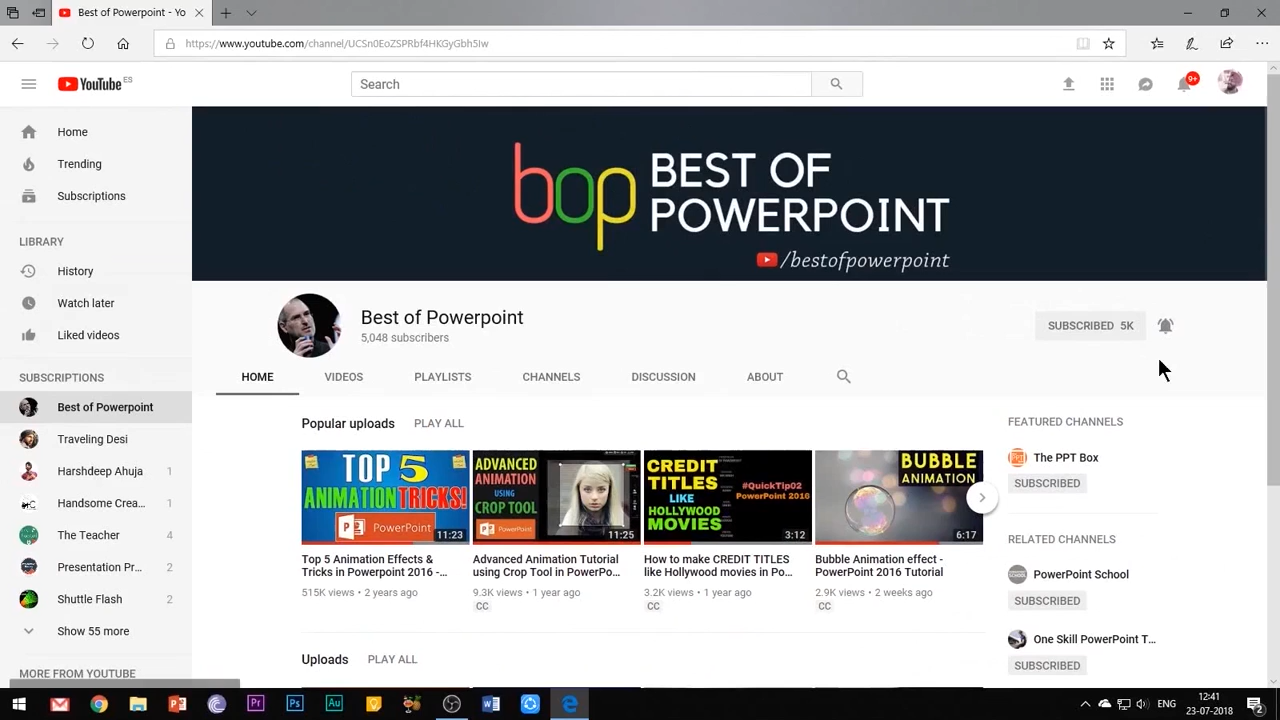 Best of Powerpoint - Yo
https://www.youtube.com/channel/UCSn0EoZSPRbf4HKGyGbh5Iw
YouTube ES
Search
9+
Home
Trending
Subscriptions
LIBRARY
History
Watch later
Liked videos
SUBSCRIPTIONS
Best of Powerpoint
Traveling Desi
Harshdeep Ahuja 1
Handsome Crea... 1
The Teacher 4
Presentation Pr... 2
Shuttle Flash 2
Show 55 more
MORE FROM YOUTUBE
bop BEST OF
POWERPOINT
/bestofpowerpoint
Best of Powerpoint
5,048 subscribers
SUBSCRIBED 5K
HOME VIDEOS PLAYLISTS CHANNELS DISCUSSION ABOUT
Popular uploads PLAY ALL
TOP 5
ANIMATION TRICKS!
PowerPoint
11:23
Top 5 Animation Effects &
Tricks in Powerpoint 2016 -...
515K views • 2 years ago
ADVANCED
ANIMATION
USING
CROP TOOL
PowerPoint
11:25
Advanced Animation Tutorial
using Crop Tool in PowerPo...
9.3K views • 1 year ago
CC
CREDIT
TITLES
LIKE
HOLLYWOOD
MOVIES
#QuickTip02
PowerPoint 2016
3:12
How to make CREDIT TITLES
like Hollywood movies in Po...
3.2K views • 1 year ago
CC
BUBBLE
ANIMATION
6:17
Bubble Animation effect -
PowerPoint 2016 Tutorial
2.9K views • 2 weeks ago
CC
Uploads PLAY ALL
FEATURED CHANNELS
The PPT Box
SUBSCRIBED
RELATED CHANNELS
PowerPoint School
SUBSCRIBED
One Skill PowerPoint T...
SUBSCRIBED
ENG
12:41
23-07-2018
2